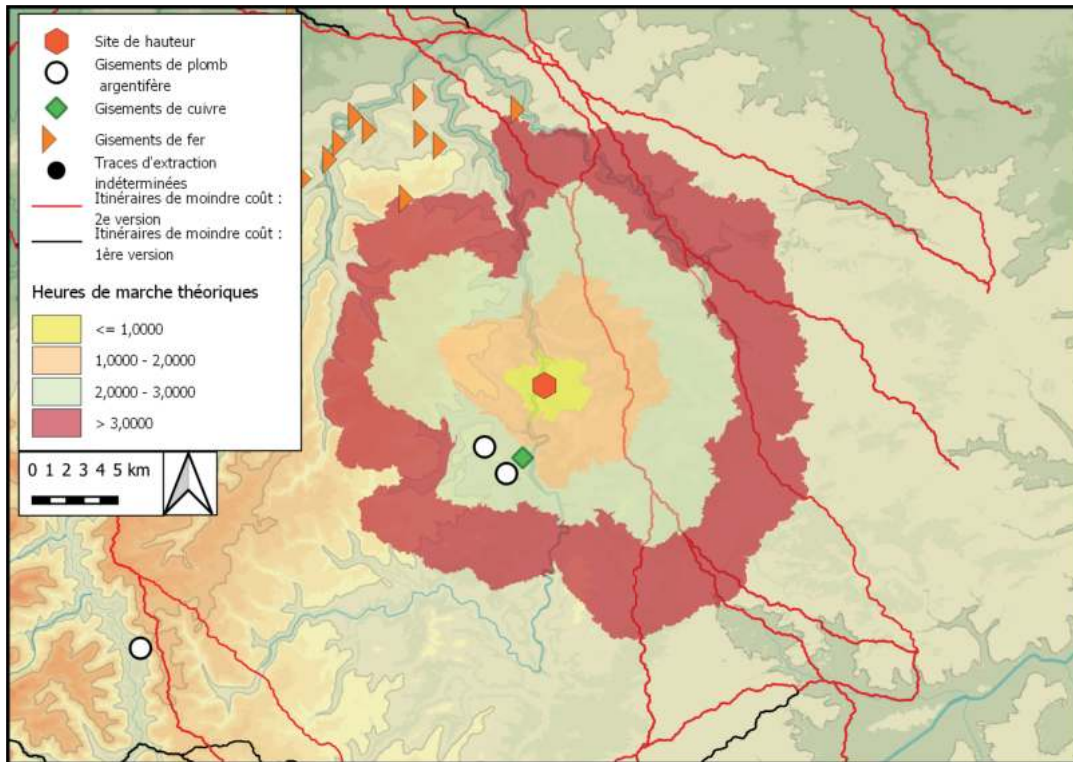 Site de hauteur
Gisements de plomb
argentifère
Gisements de cuivre
Gisements de fer
Traces d'extraction
indéterminées
Itinéraires de moindre coût :
2e version
Itinéraires de moindre coût :
1ère version
Heures de marche théoriques
<= 1,0000
1,0000 - 2,0000
2,0000 - 3,0000
> 3,0000
0 1 2 3 4 5 km